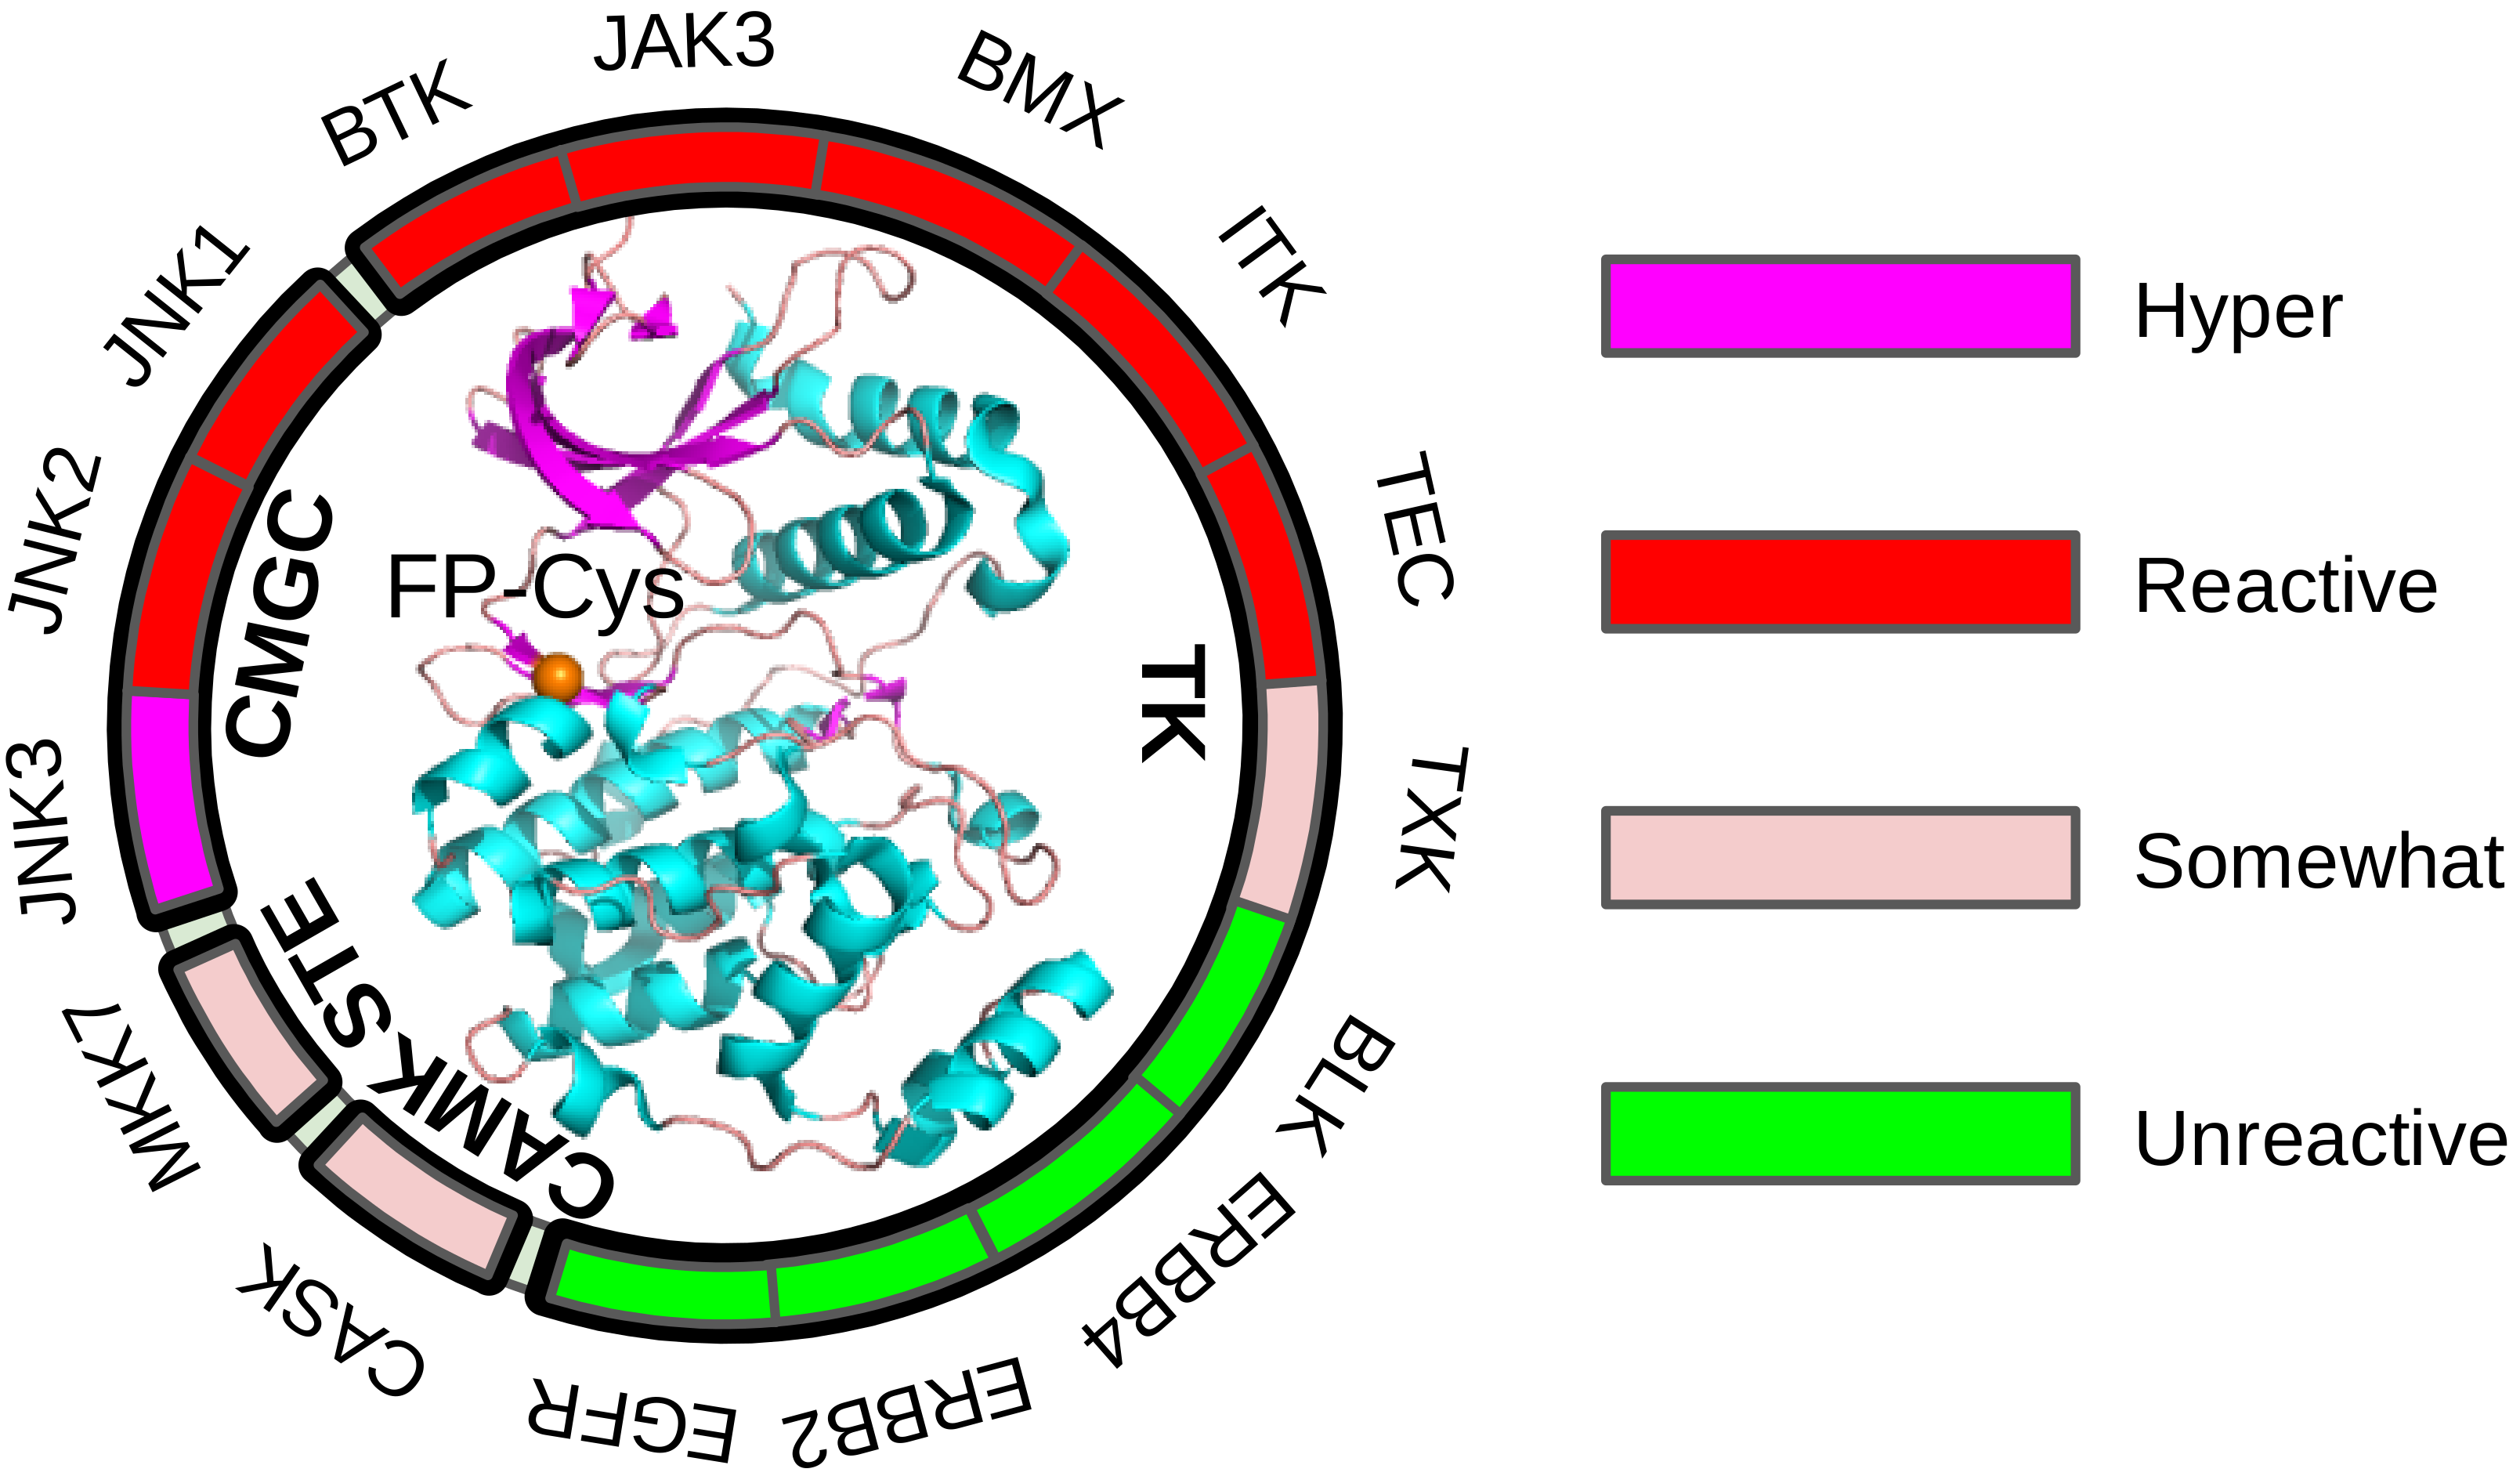 JAK3
BMX
ITK
TEC
TXK
BLK
ERBB4
ERBB2
EGFR
CASK
MKK7
JNK3
JNK2
JNK1
BTK
TK
CAMK
STE
CMGC
FP-Cys
Hyper
Reactive
Somewhat
Unreactive